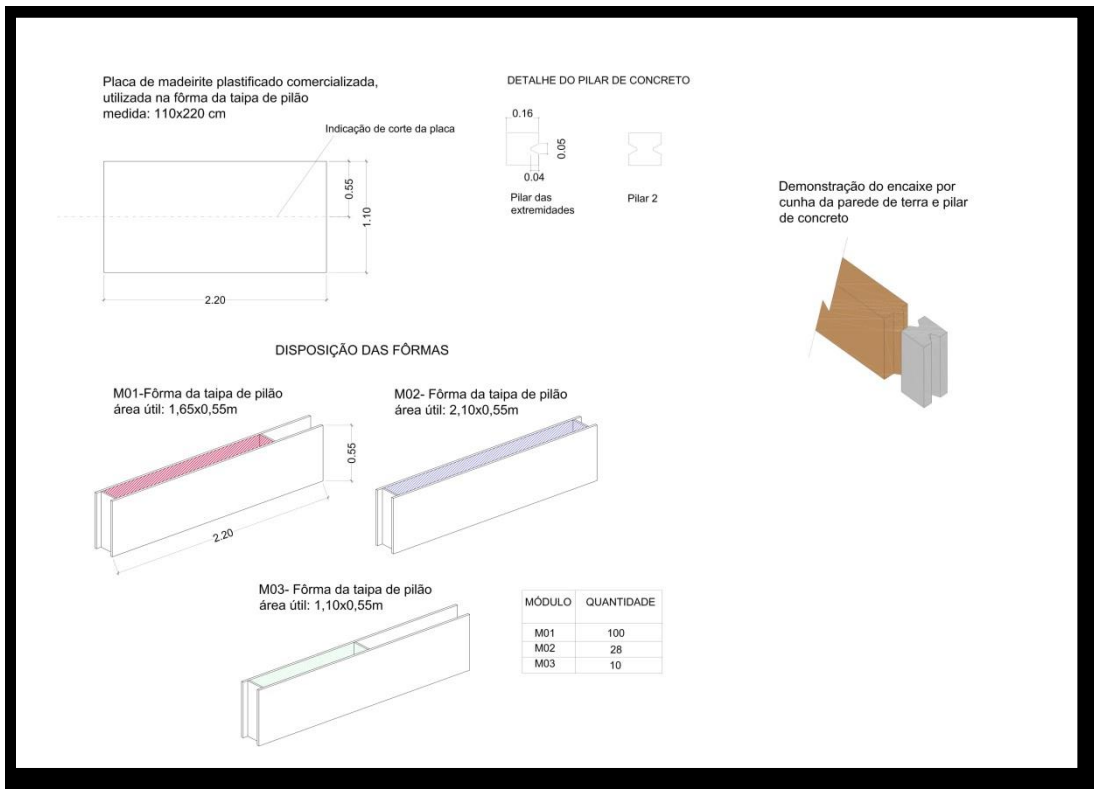 Placa de madeirite plastificado comercializada,
utilizada na fôrma da taipa de pilão
medida: 110x220 cm
Indicação de corte da placa
0.55
1.10
2.20
DETALHE DO PILAR DE CONCRETO
0.16
0.05
0.04
Pilar das
extremidades
Pilar 2
Demonstração do encaixe por
cunha da parede de terra e pilar
de concreto
DISPOSIÇÃO DAS FÔRMAS
M01-Fôrma da taipa de pilão
área útil: 1,65x0,55m
0.55
2.20
M02- Fôrma da taipa de pilão
área útil: 2,10x0,55m
M03- Fôrma da taipa de pilão
área útil: 1,10x0,55m
MÓDULO QUANTIDADE
M01 100
M02 28
M03 10